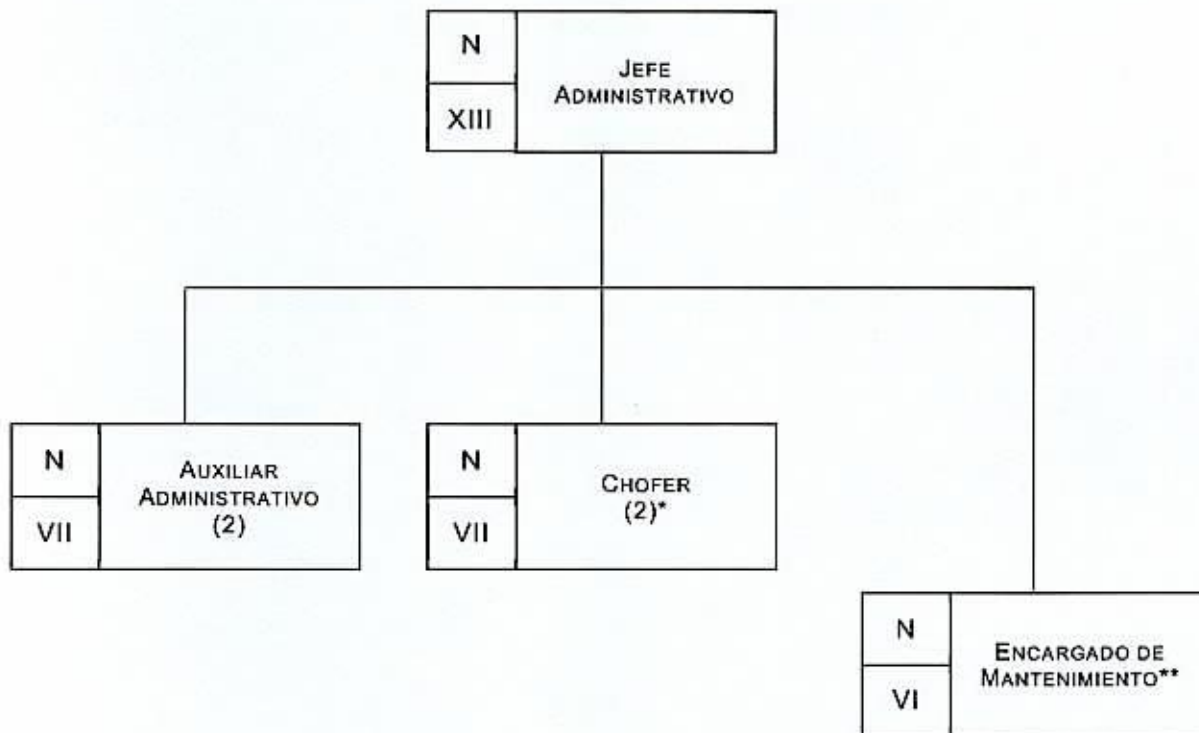 N
XIII
JEFE
ADMINISTRATIVO
N
VII
AUXILIAR
ADMINISTRATIVO
(2)
N
VII
CHOFER
(2)*
N
VI
ENCARGADO DE
MANTENIMIENTO**